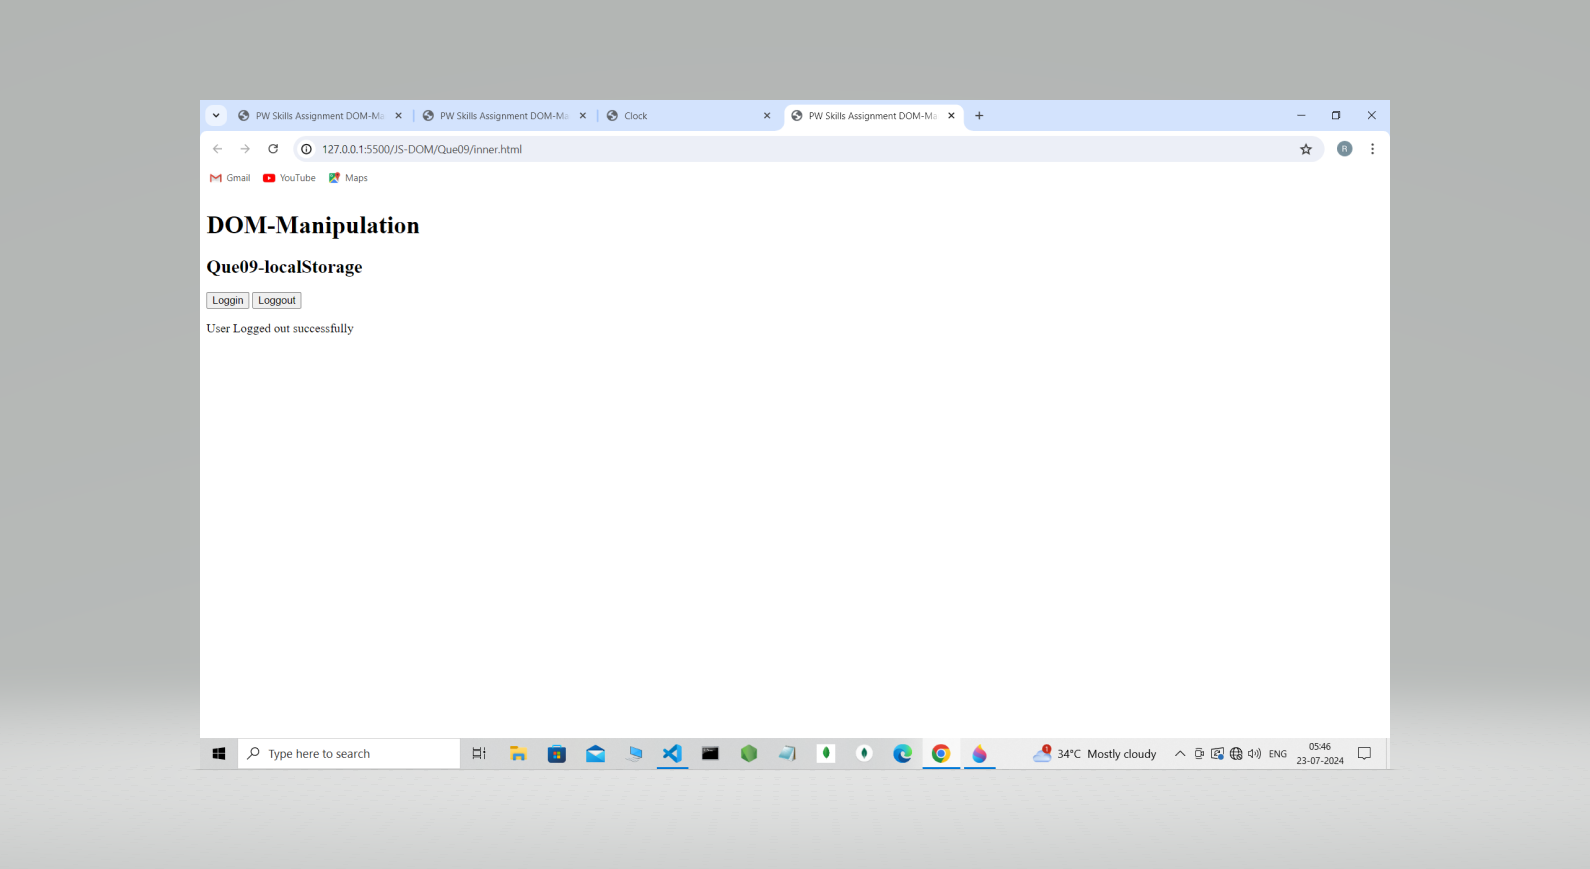 PW Skills Assignment DOM-Ma
PW Skills Assignment DOM-Ma
Clock
PW Skills Assignment DOM-Ma
127.0.0.1:5500/JS-DOM/Que09/inner.html
R
Gmail
YouTube
Maps
DOM-Manipulation
Que09-localStorage
Loggin
Loggout
User Logged out successfully
Type here to search
1
34°C Mostly cloudy
ENG
05:46
23-07-2024